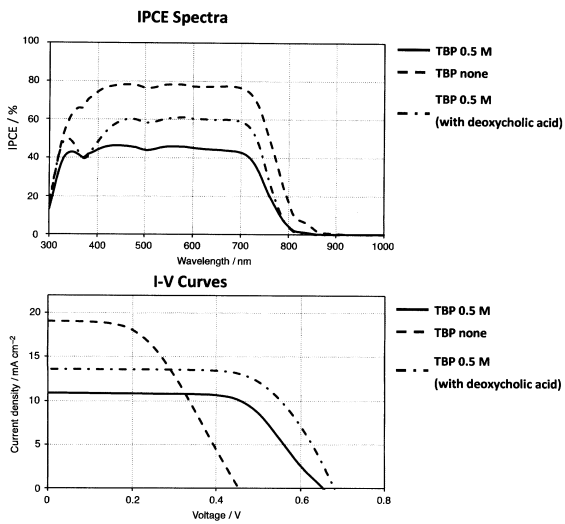 IPCE Spectra
100
80
60
40
20
0
IPCE / %
300 400 500 600 700 800 900 1000
Wavelength / nm
TBP 0.5 M
TBP none
TBP 0.5 M
(with deoxycholic acid)
I-V Curves
20
15
10
5
0
Current density / mA cm⁻²
0 0.2 0.4 0.6 0.8
Voltage / V
TBP 0.5 M
TBP none
TBP 0.5 M
(with deoxycholic acid)